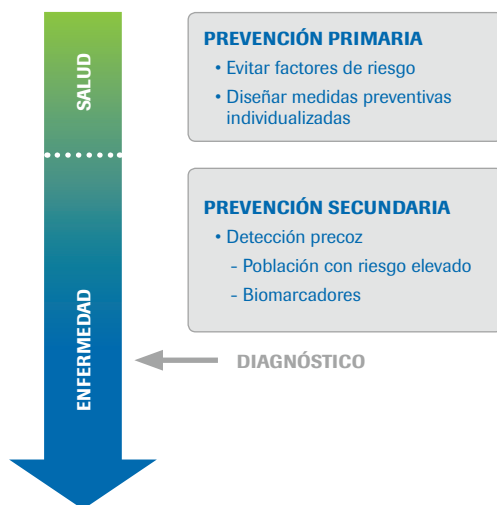 SALUD
PREVENCIÓN PRIMARIA
• Evitar factores de riesgo
• Diseñar medidas preventivas
individualizadas
PREVENCIÓN SECUNDARIA
• Detección precoz
- Población con riesgo elevado
- Biomarcadores
ENFERMEDAD
DIAGNÓSTICO